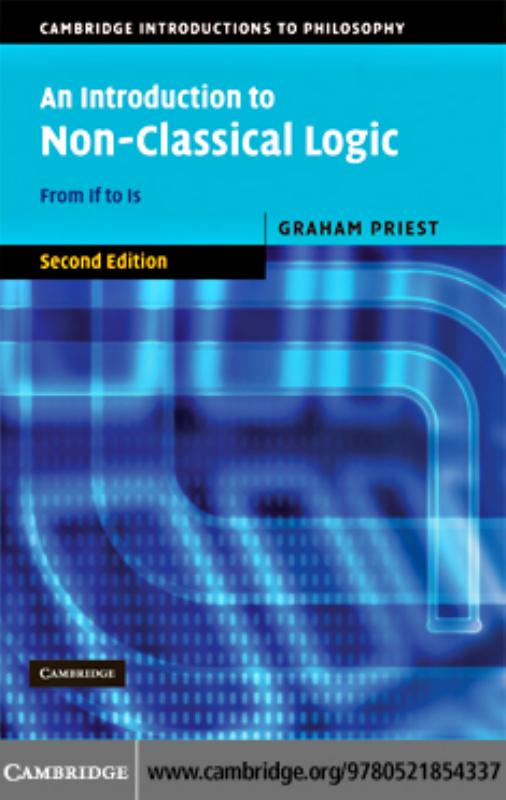 CAMBRIDGE INTRODUCTIONS TO PHILOSOPHY
An Introduction to
Non-Classical Logic
From If to Is
GRAHAM PRIEST
Second Edition
CAMBRIDGE
CAMBRIDGE
www.cambridge.org/9780521854337